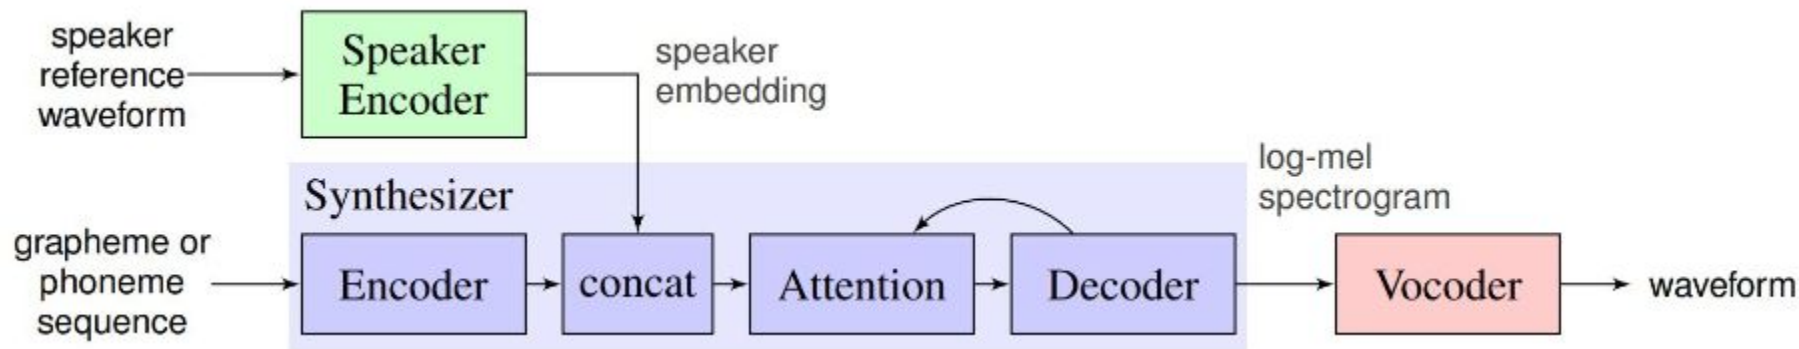 speaker
reference
waveform
Speaker
Encoder
speaker
embedding
log-mel
spectrogram
Synthesizer
grapheme or
phoneme
sequence
Encoder
concat
Attention
Decoder
Vocoder
waveform